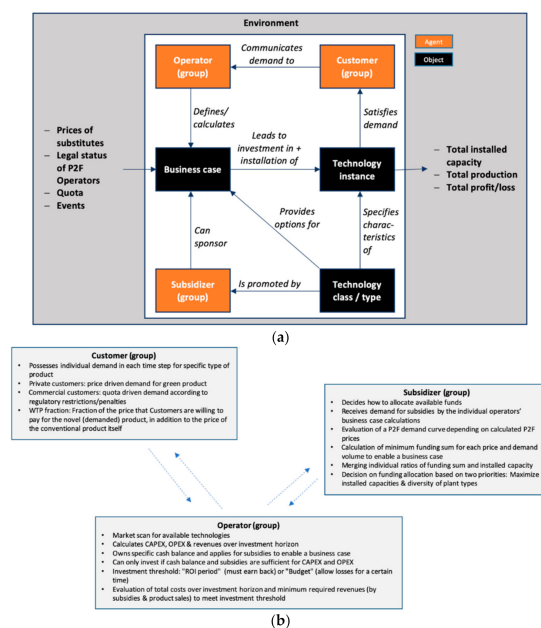 Environment
Agent
Object
Operator
(group)
Communicates
demand to
Customer
(group)
Defines/
calculates
Satisfies
demand
– Prices of
substitutes
– Legal status
of P2F
Operators
– Quota
– Events
Business case
Leads to
investment in +
installation of
Technology
instance
– Total installed
capacity
– Total production
– Total profit/loss
Can
sponsor
Provides
options for
Specifies
charac-
teristics
of
Subsidizer
(group)
Is promoted by
Technology
class / type
(a)
Customer (group)
• Possesses individual demand in each time step for specific type of
product
• Private customers: price driven demand for green product
• Commercial customers: quota driven demand according to
regulatory restrictions/penalties
• WTP fraction: Fraction of the price that Customers are willing to
pay for the novel (demanded) product, in addition to the price of
the conventional product itself
Subsidizer (group)
• Decides how to allocate available funds
• Receives demand for subsidies by the individual operators'
business case calculations
• Evaluation of a P2F demand curve depending on calculated P2F
prices
• Calculation of minimum funding sum for each price and demand
volume to enable a business case
• Merging individual ratios of funding sum and installed capacity
• Decision on funding allocation based on two priorities: Maximize
installed capacities & diversity of plant types
Operator (group)
• Market scan for available technologies
• Calculates CAPEX, OPEX & revenues over investment horizon
• Owns specific cash balance and applies for subsidies to enable a business case
• Can only invest if cash balance and subsidies are sufficient for CAPEX and OPEX
• Investment threshold: "ROI period" (must earn back) or "Budget" (allow losses for a certain
time)
• Evaluation of total costs over investment horizon and minimum required revenues (by
subsidies & product sales) to meet investment threshold
(b)